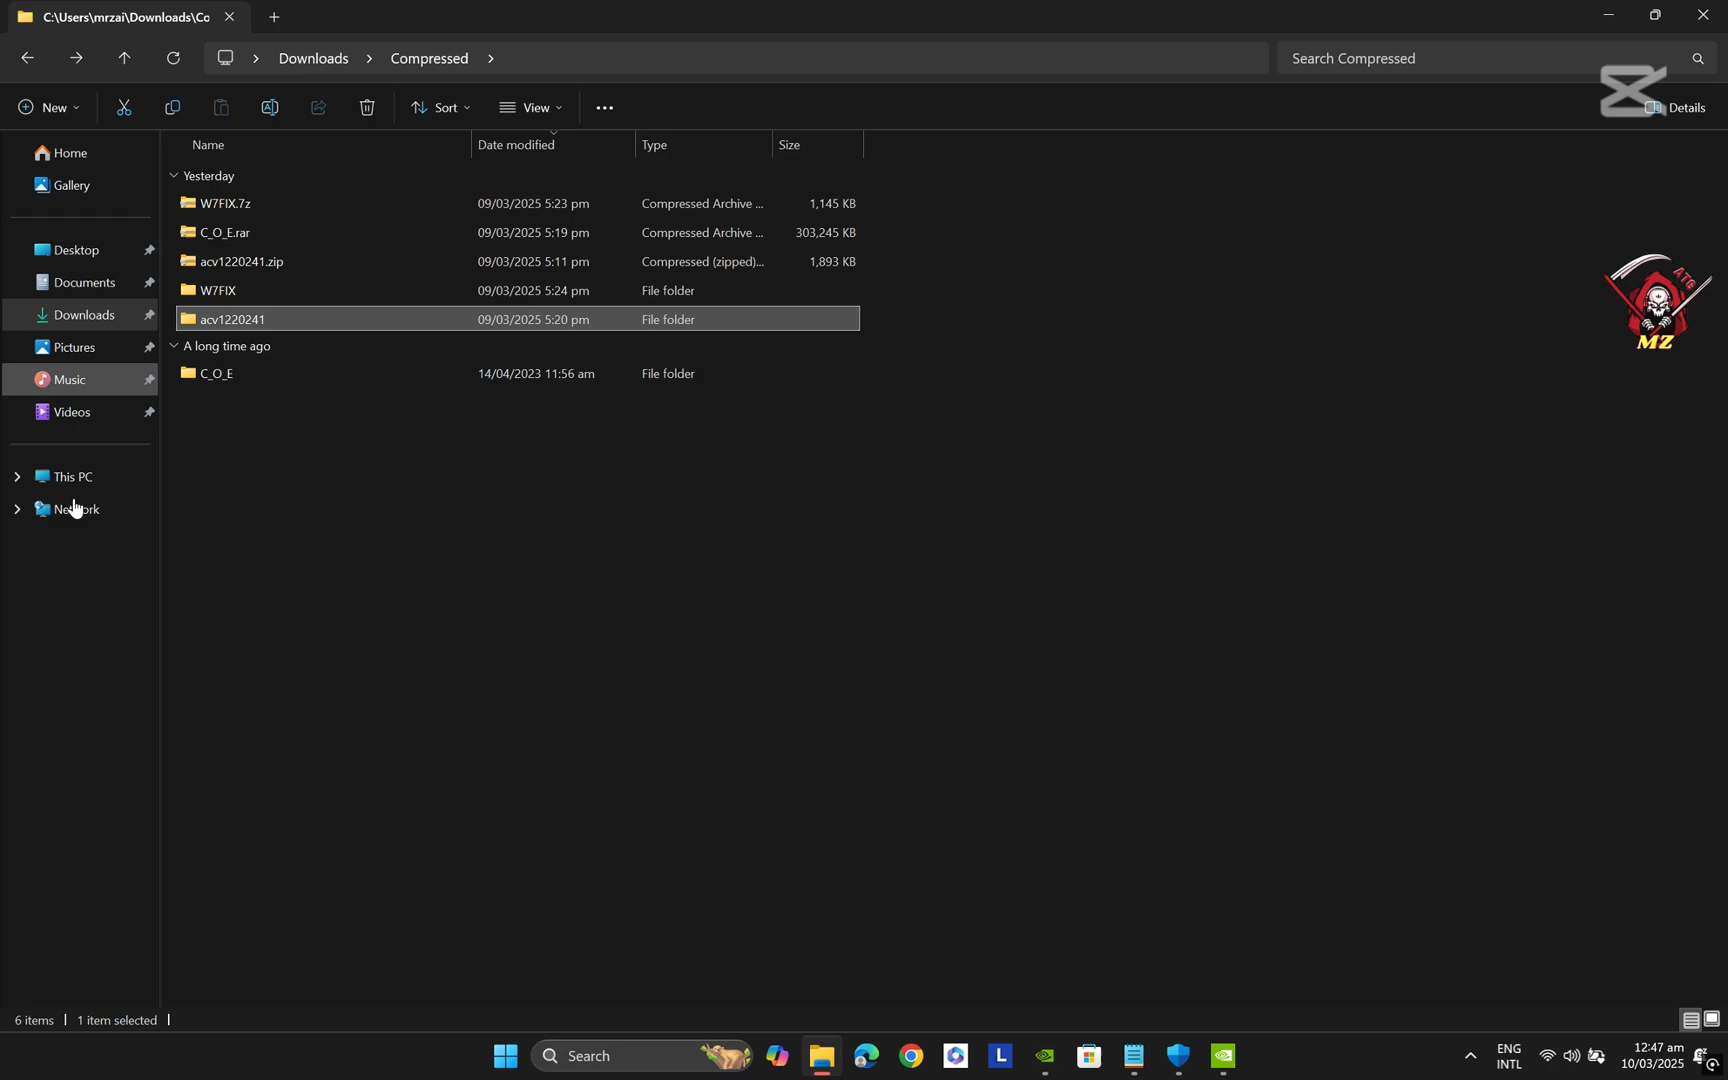 C:\Users\mrzai\Downloads\Co
Downloads > Compressed >
Search Compressed
New
Sort
View
Details
Home
Gallery
Desktop
Documents
Downloads
Pictures
Music
Videos
This PC
Network
Name Date modified Type Size
Yesterday
W7FIX.7z 09/03/2025 5:23 pm Compressed Archive ... 1,145 KB
C_O_E.rar 09/03/2025 5:19 pm Compressed Archive ... 303,245 KB
acv1220241.zip 09/03/2025 5:11 pm Compressed (zipped)... 1,893 KB
W7FIX 09/03/2025 5:24 pm File folder
acv1220241 09/03/2025 5:20 pm File folder
A long time ago
C_O_E 14/04/2023 11:56 am File folder
ATG
MZ
6 items 1 item selected
Search
L
ENG
INTL
12:47 am
10/03/2025